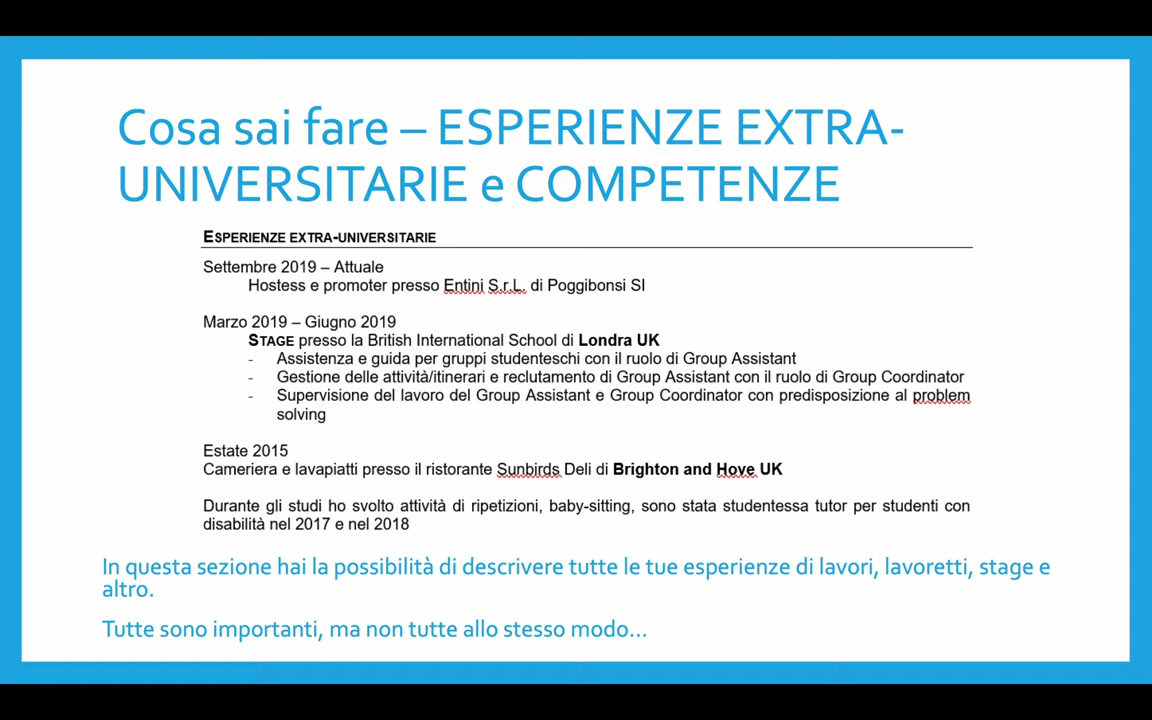 Cosa sai fare – ESPERIENZE EXTRA-
UNIVERSITARIE e COMPETENZE
ESPERIENZE EXTRA-UNIVERSITARIE
Settembre 2019 – Attuale
Hostess e promoter presso Entini S.r.L. di Poggibonsi SI
Marzo 2019 – Giugno 2019
STAGE presso la British International School di Londra UK
- Assistenza e guida per gruppi studenteschi con il ruolo di Group Assistant
- Gestione delle attività/itinerari e reclutamento di Group Assistant con il ruolo di Group Coordinator
- Supervisione del lavoro del Group Assistant e Group Coordinator con predisposizione al problem
solving
Estate 2015
Cameriera e lavapiatti presso il ristorante Sunbirds Deli di Brighton and Hove UK
Durante gli studi ho svolto attività di ripetizioni, baby-sitting, sono stata studentessa tutor per studenti con
disabilità nel 2017 e nel 2018
In questa sezione hai la possibilità di descrivere tutte le tue esperienze di lavori, lavoretti, stage e
altro.
Tutte sono importanti, ma non tutte allo stesso modo...